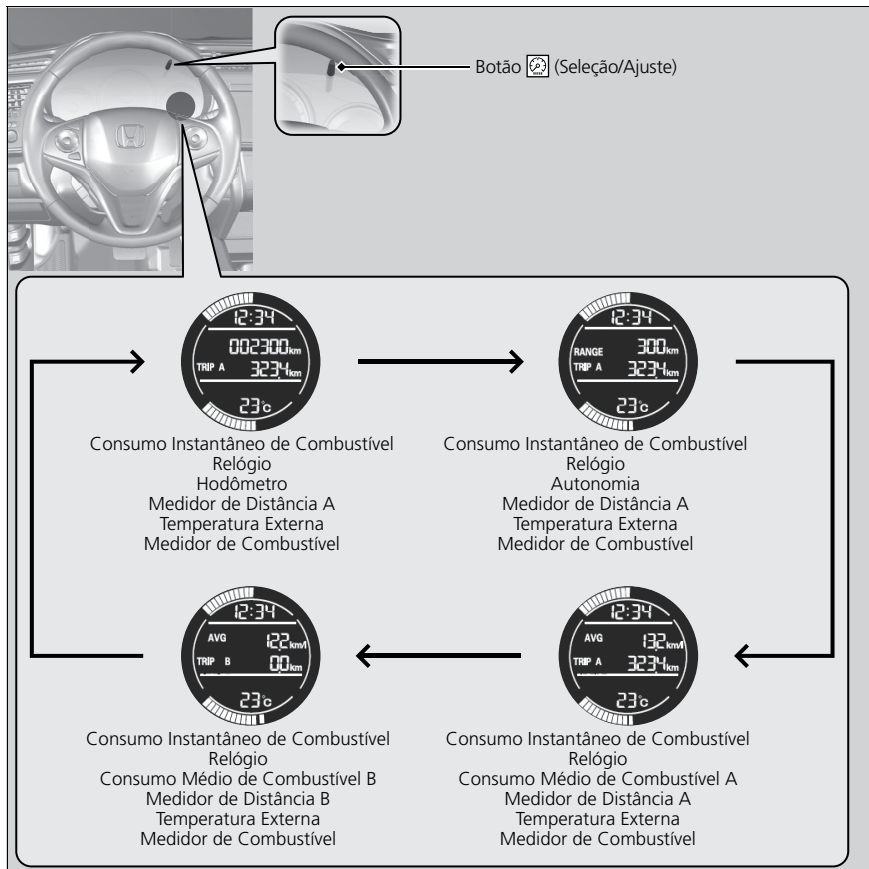 Botão (Seleção/Ajuste)
12:34
002300km
TRIP A 323.4km
23°c
Consumo Instantâneo de Combustível
Relógio
Hodômetro
Medidor de Distância A
Temperatura Externa
Medidor de Combustível
12:34
RANGE 300km
TRIP A 323.4km
23°c
Consumo Instantâneo de Combustível
Relógio
Autonomia
Medidor de Distância A
Temperatura Externa
Medidor de Combustível
12:34
AVG 12.2km/l
TRIP B 0.0km
23°c
Consumo Instantâneo de Combustível
Relógio
Consumo Médio de Combustível B
Medidor de Distância B
Temperatura Externa
Medidor de Combustível
12:34
AVG 13.2km/l
TRIP A 323.4km
23°c
Consumo Instantâneo de Combustível
Relógio
Consumo Médio de Combustível A
Medidor de Distância A
Temperatura Externa
Medidor de Combustível